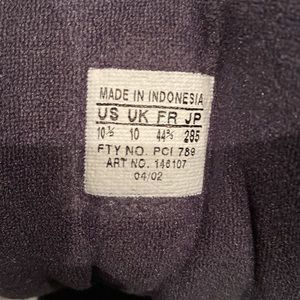 MADE IN INDONESIA
US UK FR JP
10½ 10 44⅔ 285
FTY NO. PCI 789
ART NO. 146107
04/02